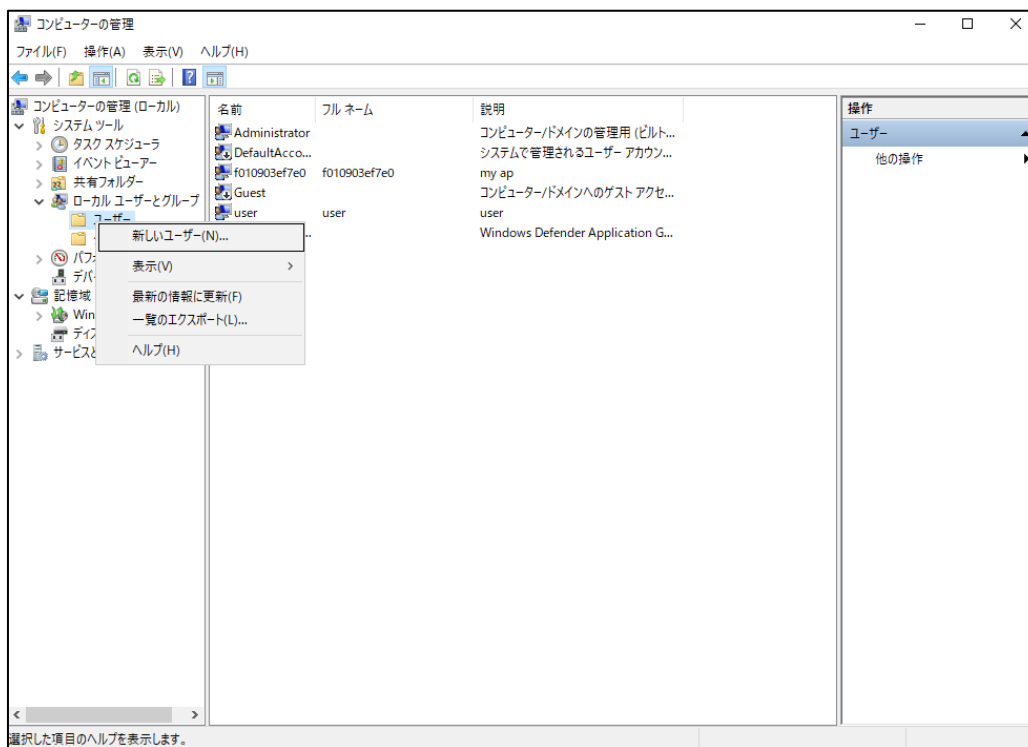 コンピューターの管理
ファイル(F) 操作(A) 表示(V) ヘルプ(H)
コンピューターの管理 (ローカル)
システム ツール
タスク スケジューラ
イベント ビューアー
共有フォルダー
ローカル ユーザーとグループ
ユーザー
パフォ
デバ
記憶域
Win
ディス
サービスと
新しいユーザー(N)...
表示(V)
最新の情報に更新(F)
一覧のエクスポート(L)...
ヘルプ(H)
名前 フル ネーム 説明
Administrator コンピューター/ドメインの管理用 (ビルト...
DefaultAcco... システムで管理されるユーザー アカウン...
f010903ef7e0 f010903ef7e0 my ap
Guest コンピューター/ドメインへのゲスト アクセ...
user user user
... Windows Defender Application G...
操作
ユーザー
他の操作
選択した項目のヘルプを表示します。